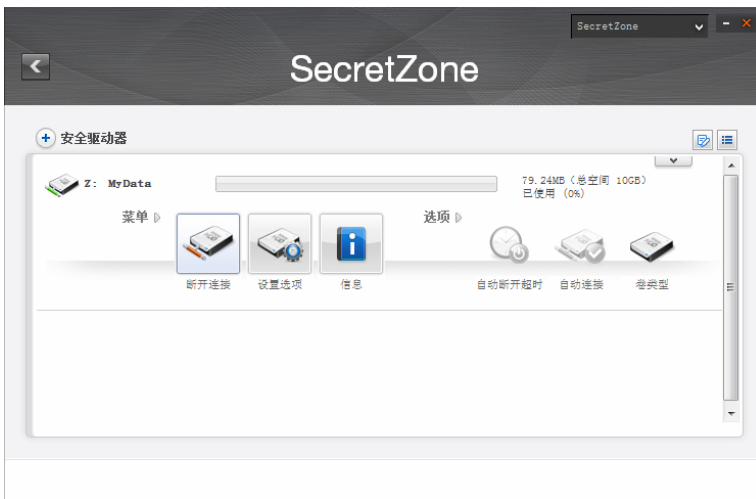 SecretZone
SecretZone
安全驱动器
Z: MyData
79.24MB (总空间 10GB)
已使用 (0%)
菜单
选项
断开连接
设置选项
信息
自动断开超时
自动连接
卷类型